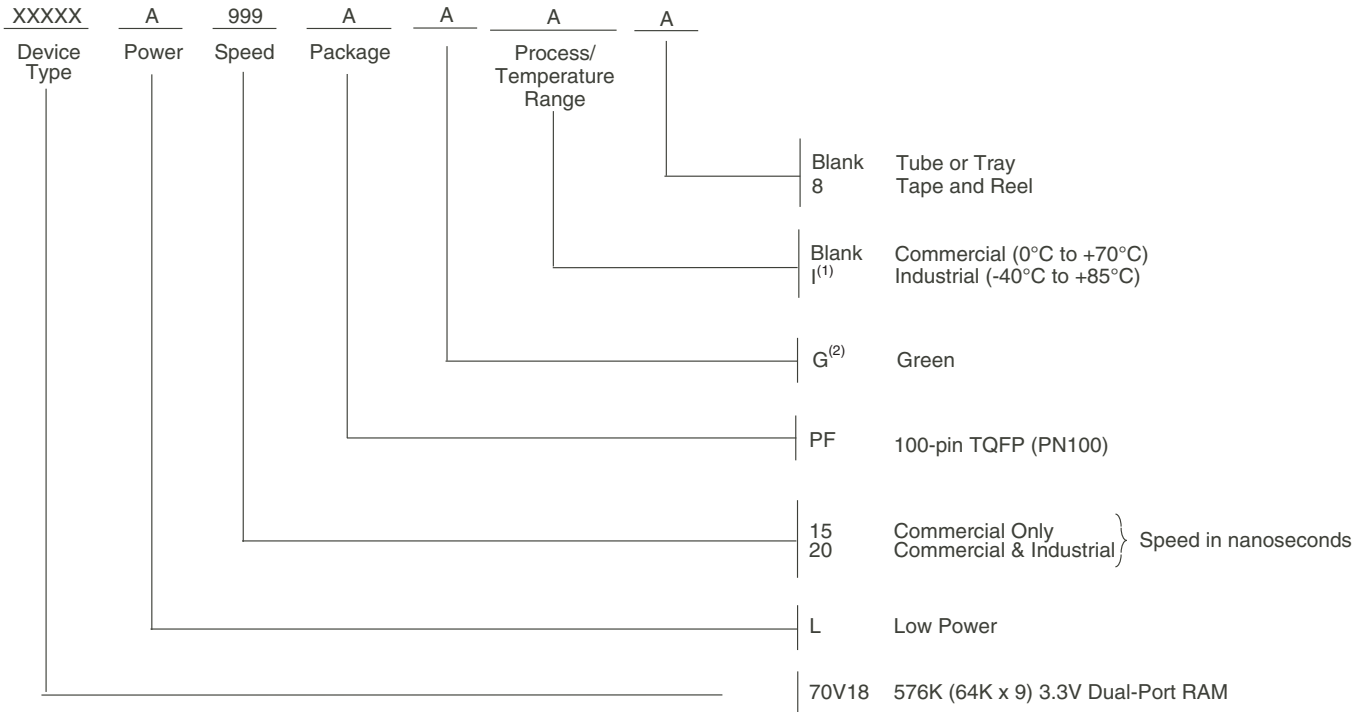 XXXXX A 999 A A A A
Device Type
Power
Speed
Package
Process/
Temperature
Range
Blank Tube or Tray
8 Tape and Reel
Blank Commercial (0°C to +70°C)
I(1) Industrial (-40°C to +85°C)
G(2) Green
PF 100-pin TQFP (PN100)
15 Commercial Only
20 Commercial & Industrial
Speed in nanoseconds
L Low Power
70V18 576K (64K x 9) 3.3V Dual-Port RAM